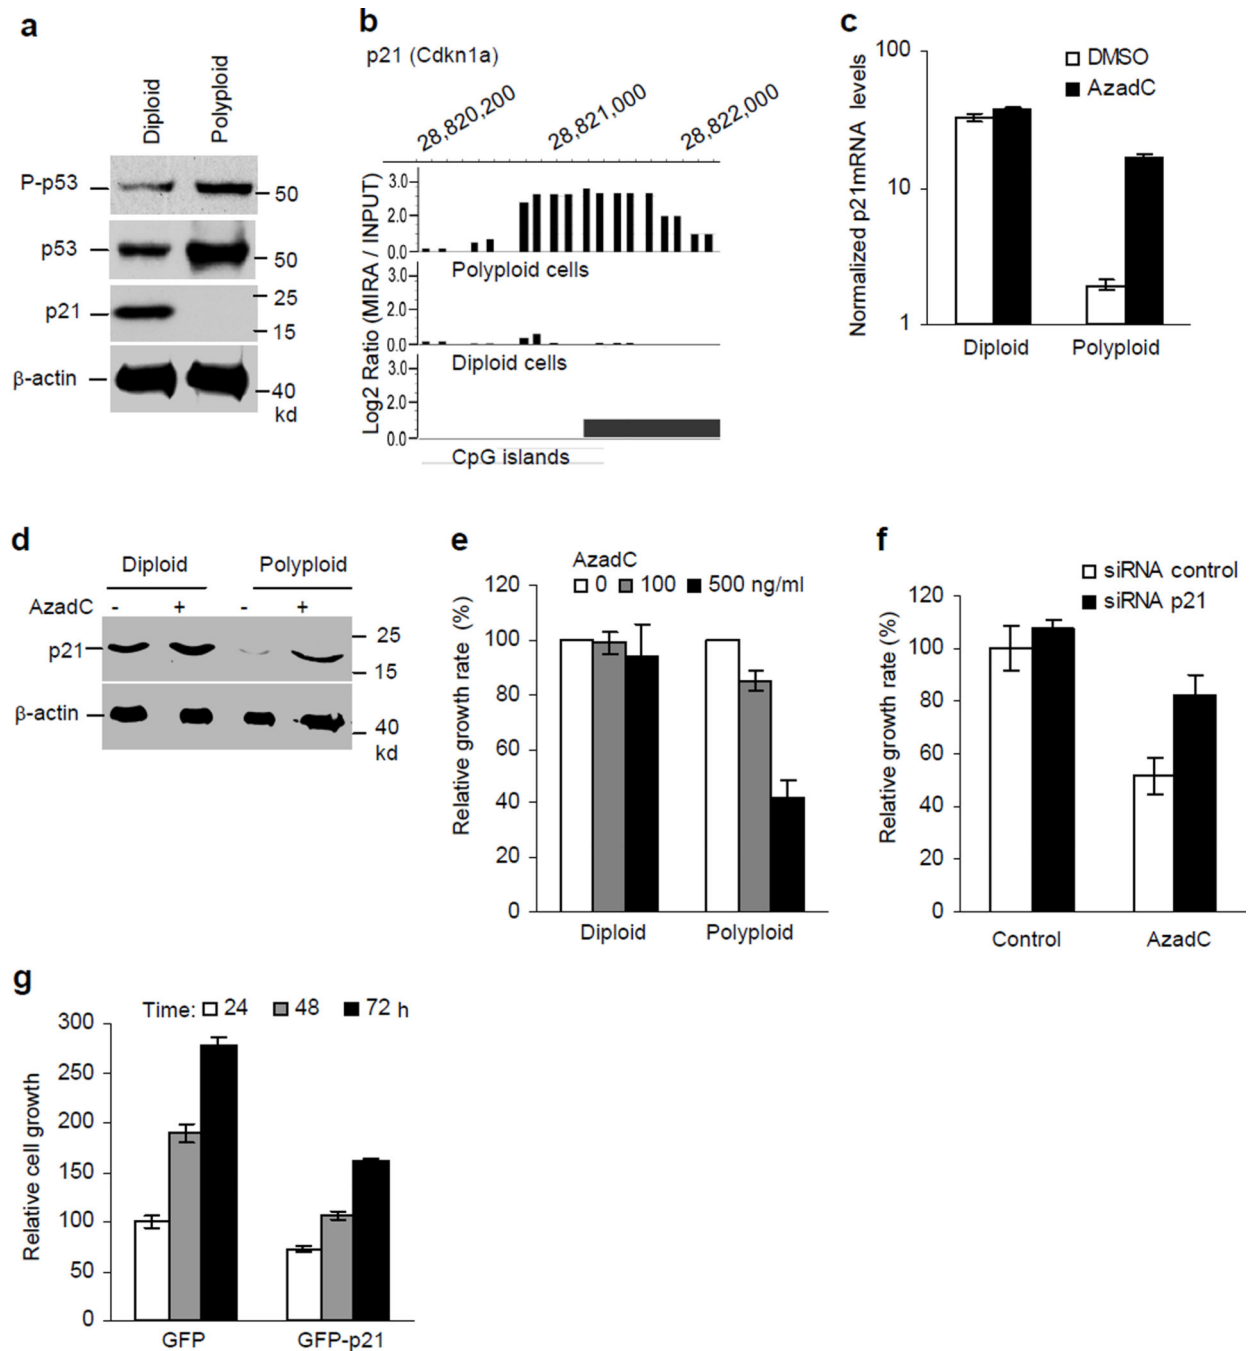 a
Diploid
Polyploid
P-p53
50
p53
50
p21
25
15
β-actin
40
kd
b
p21 (Cdkn1a)
28,820,200
28,821,000
28,822,000
Log2 Ratio (MIRA / INPUT)
3.0
2.0
1.0
0.0
Polyploid cells
3.0
2.0
1.0
0.0
Diploid cells
3.0
2.0
1.0
0.0
CpG islands
c
DMSO
AzadC
Normalized p21mRNA levels
100
10
1
Diploid
Polyploid
d
Diploid
Polyploid
AzadC
-
+
-
+
p21
25
15
β-actin
40
kd
e
AzadC
0
100
500 ng/ml
Relative growth rate (%)
120
100
80
60
40
20
0
Diploid
Polyploid
f
siRNA control
siRNA p21
Relative growth rate (%)
120
100
80
60
40
20
0
Control
AzadC
g
Time: 24 48 72 h
Relative cell growth
300
250
200
150
100
50
0
GFP
GFP-p21